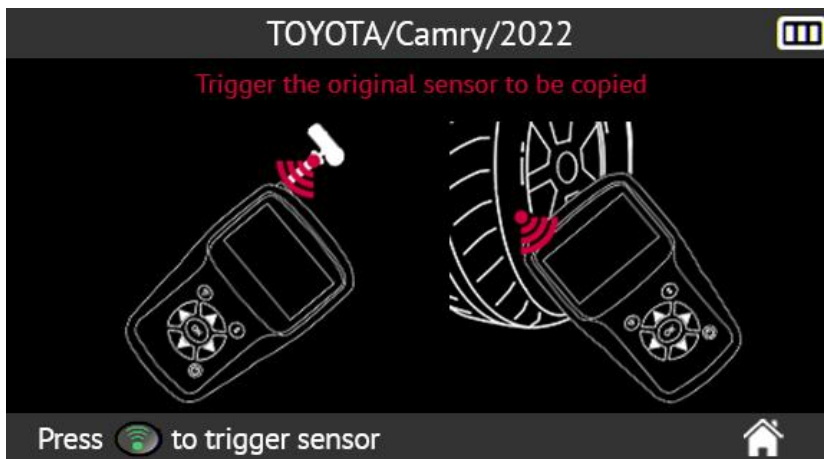 TOYOTA/Camry/2022
Trigger the original sensor to be copied
Press to trigger sensor